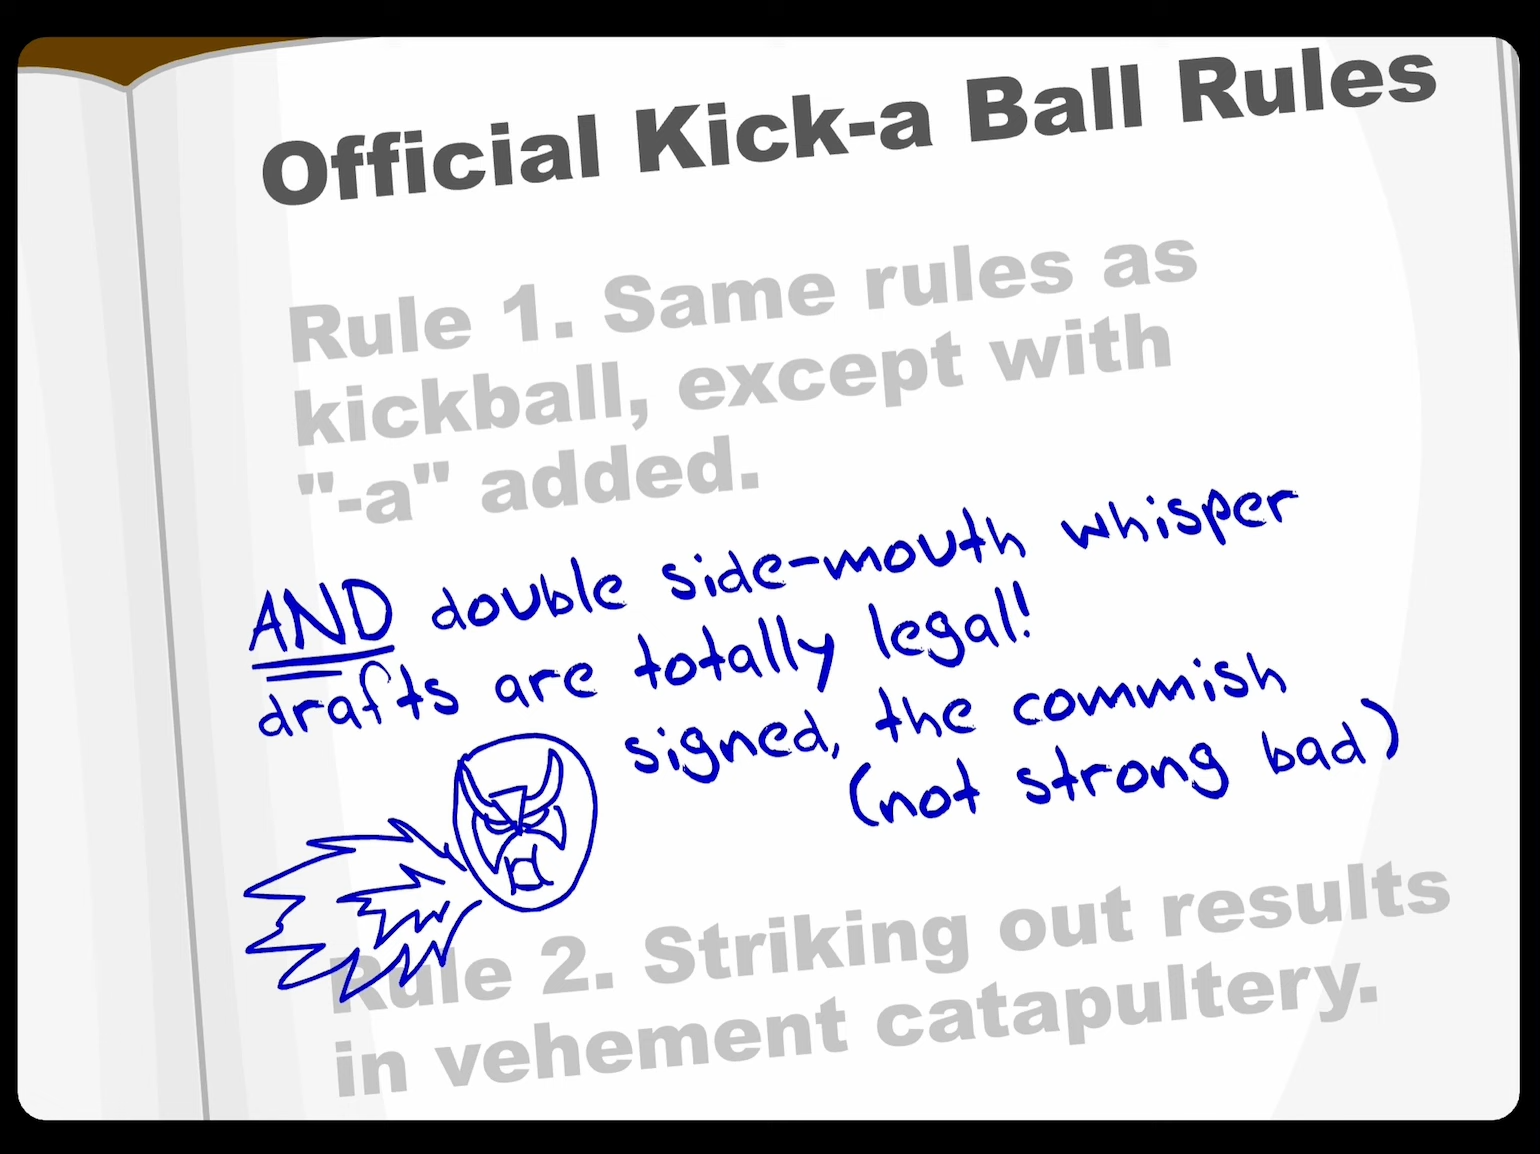 Official Kick-a Ball Rules
Rule 1. Same rules as
kickball, except with
"-a" added.
AND double side-mouth whisper
drafts are totally legal!
signed, the commish
(not strong bad)
Rule 2. Striking out results
in vehement catapultery.